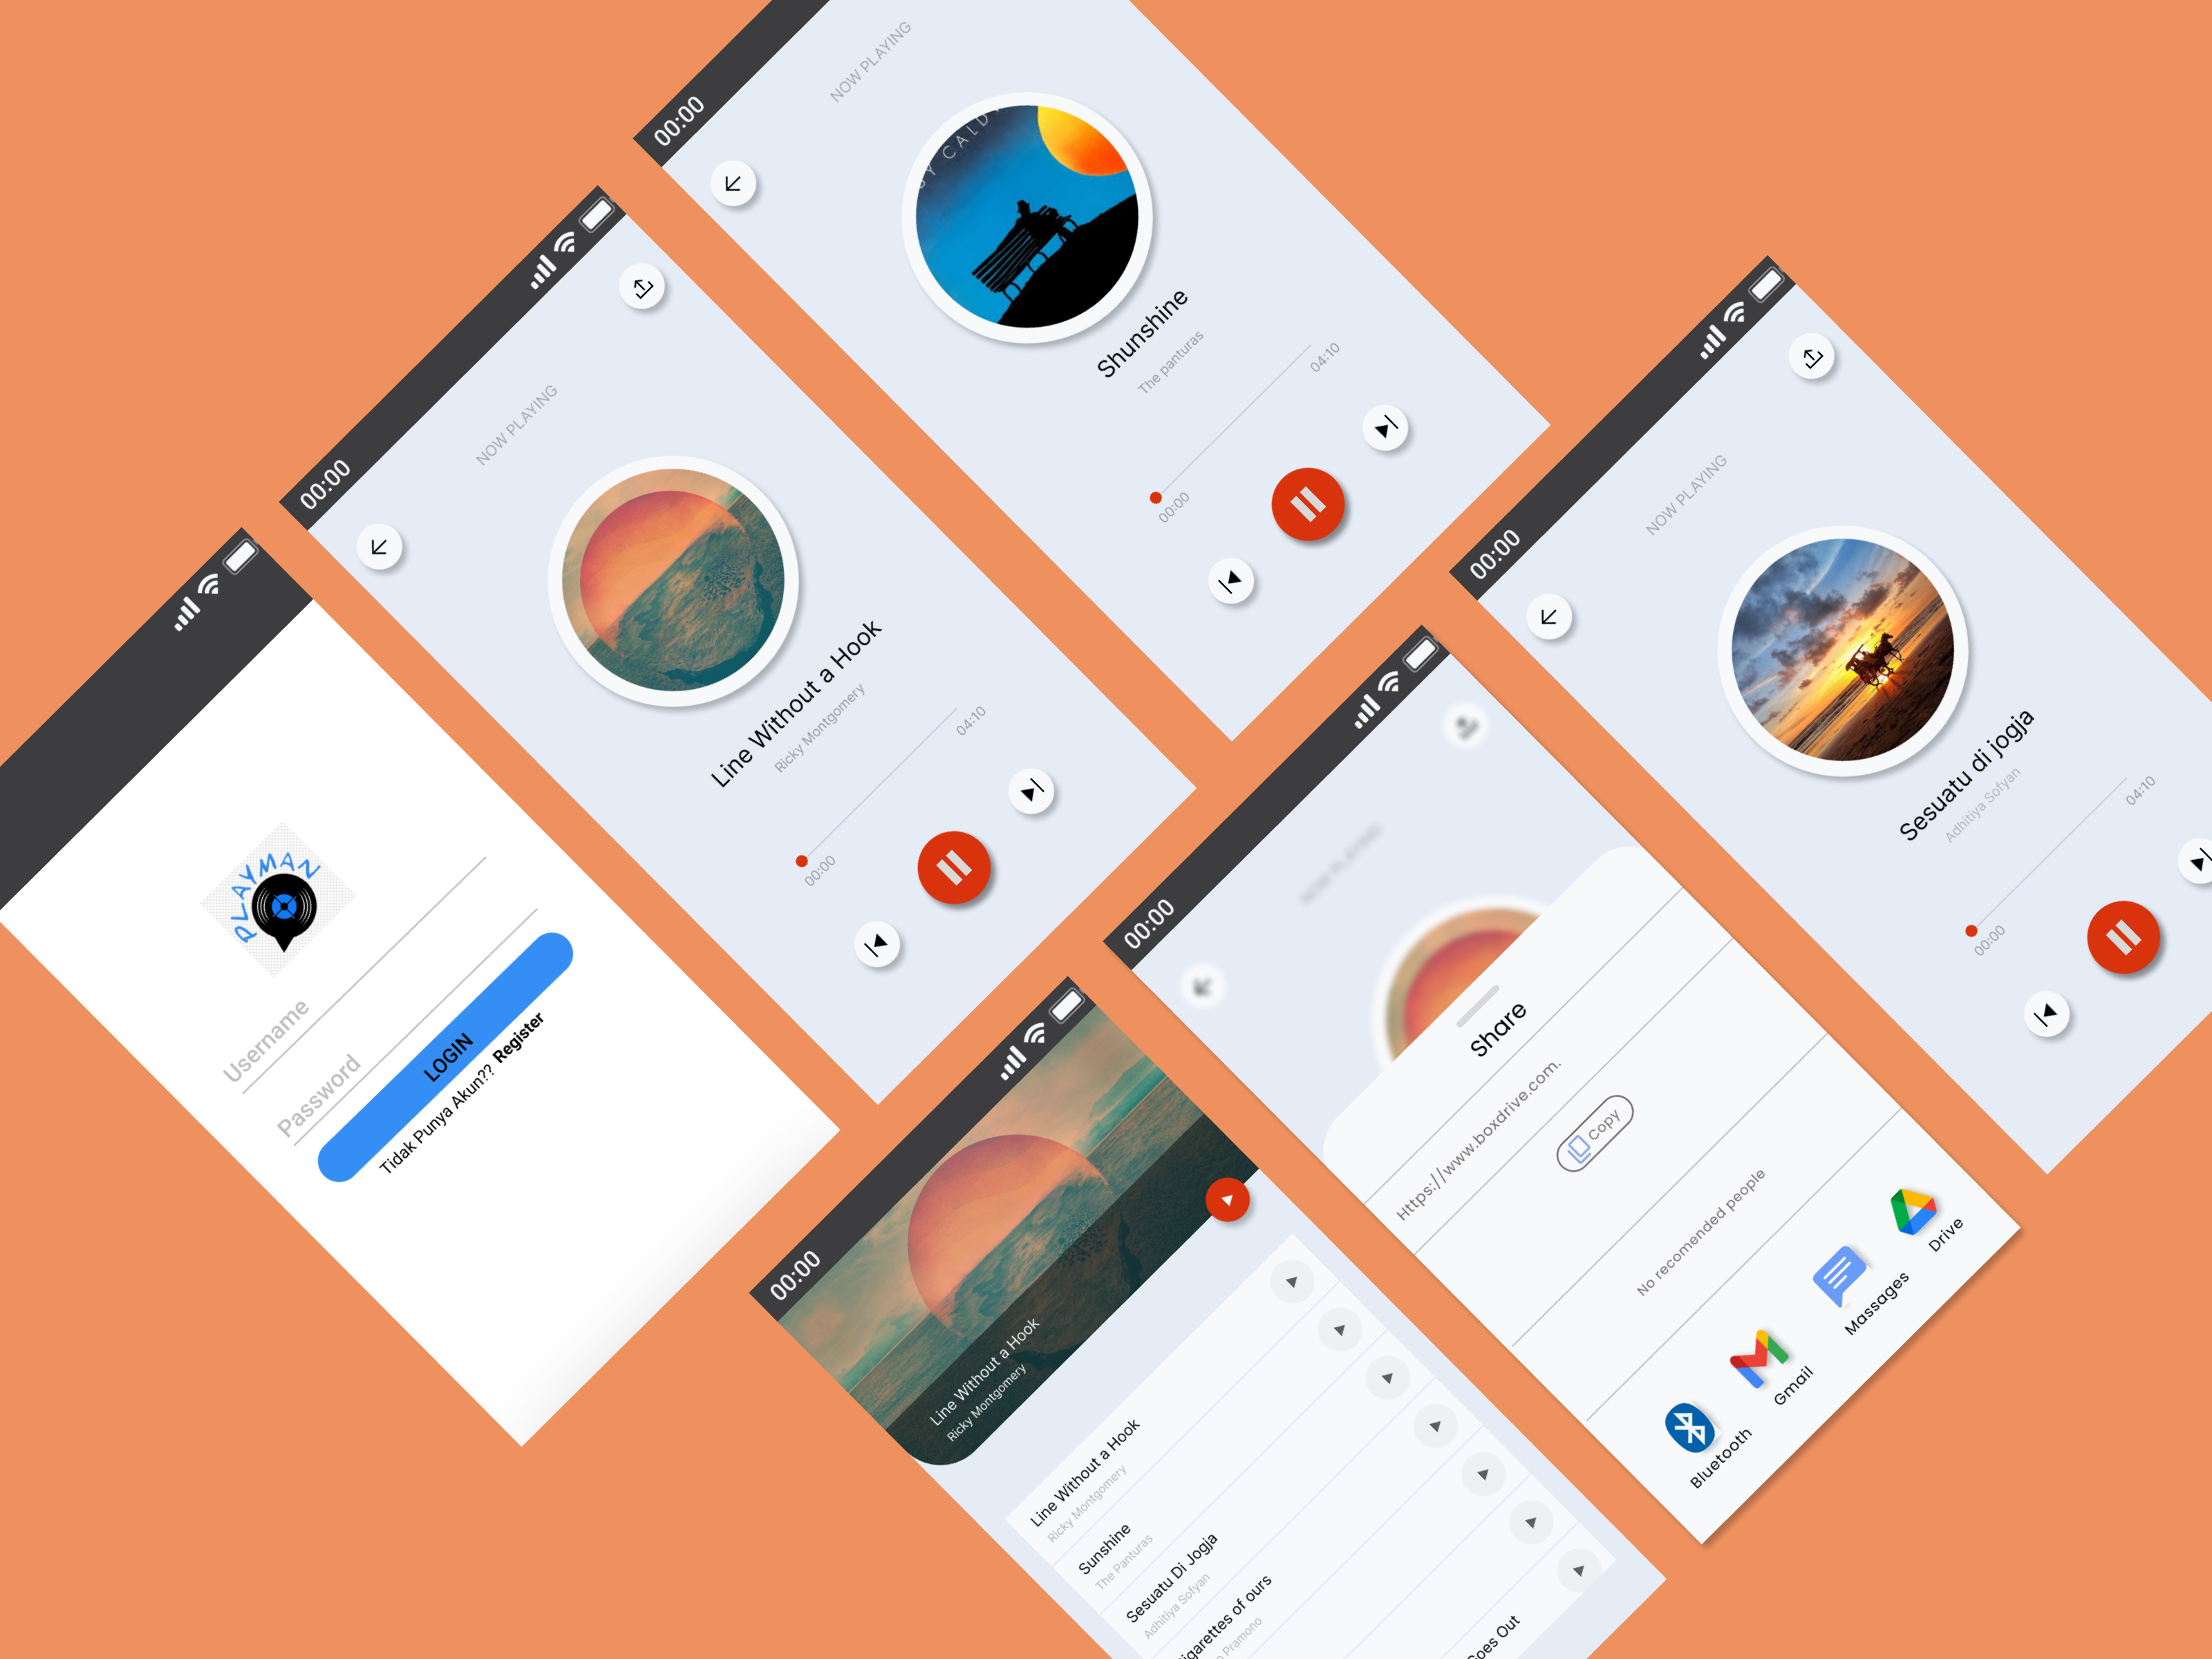 PLAYMAN
Username
Password
LOGIN
Tidak Punya Akun?? Register
00:00
NOW PLAYING
Line Without a Hook
Ricky Montgomery
00:00
04:10
00:00
NOW PLAYING
Shunshine
The panturas
00:00
04:10
00:00
Line Without a Hook
Ricky Montgomery
Line Without a Hook
Ricky Montgomery
Sunshine
The Panturas
Sesuatu Di Jogja
Adhitiya Sofyan
igarettes of ours
Pramono
oes Out
00:00
NOW PLAYING
Share
Https://www.boxdrive.com.
Copy
No recomended people
Bluetooth
Gmail
Massages
Drive
00:00
NOW PLAYING
Sesuatu di jogja
Adhitiya Sofyan
00:00
04:10